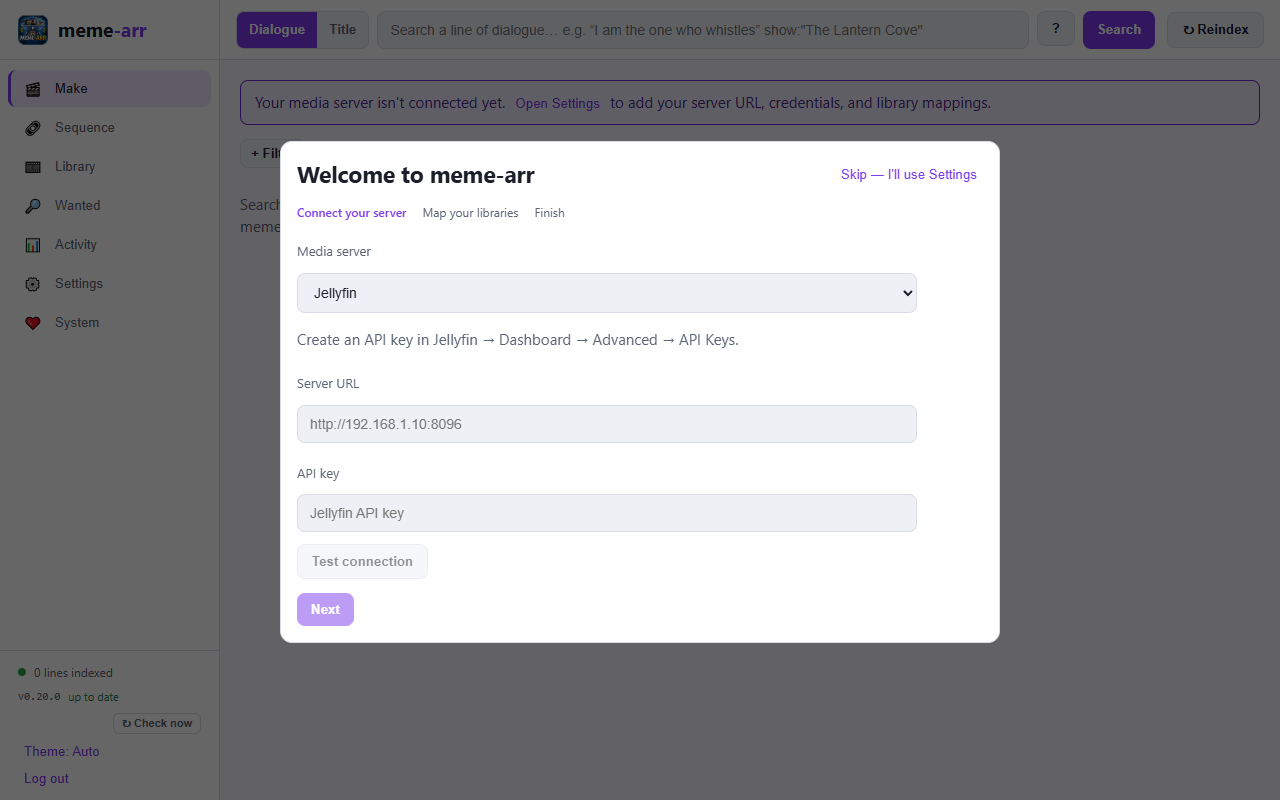 meme-arr
Dialogue Title Search a line of dialogue… e.g. “I am the one who whistles” show:"The Lantern Cove" ? Search ↻ Reindex
Make
Sequence
Library
Wanted
Activity
Settings
System
Your media server isn't connected yet. Open Settings to add your server URL, credentials, and library mappings.
+ Filt
Search
meme
Welcome to meme-arr
Skip — I'll use Settings
Connect your server Map your libraries Finish
Media server
Jellyfin
Create an API key in Jellyfin → Dashboard → Advanced → API Keys.
Server URL
http://192.168.1.10:8096
API key
Jellyfin API key
Test connection
Next
0 lines indexed
v0.20.0 up to date
↻ Check now
Theme: Auto
Log out